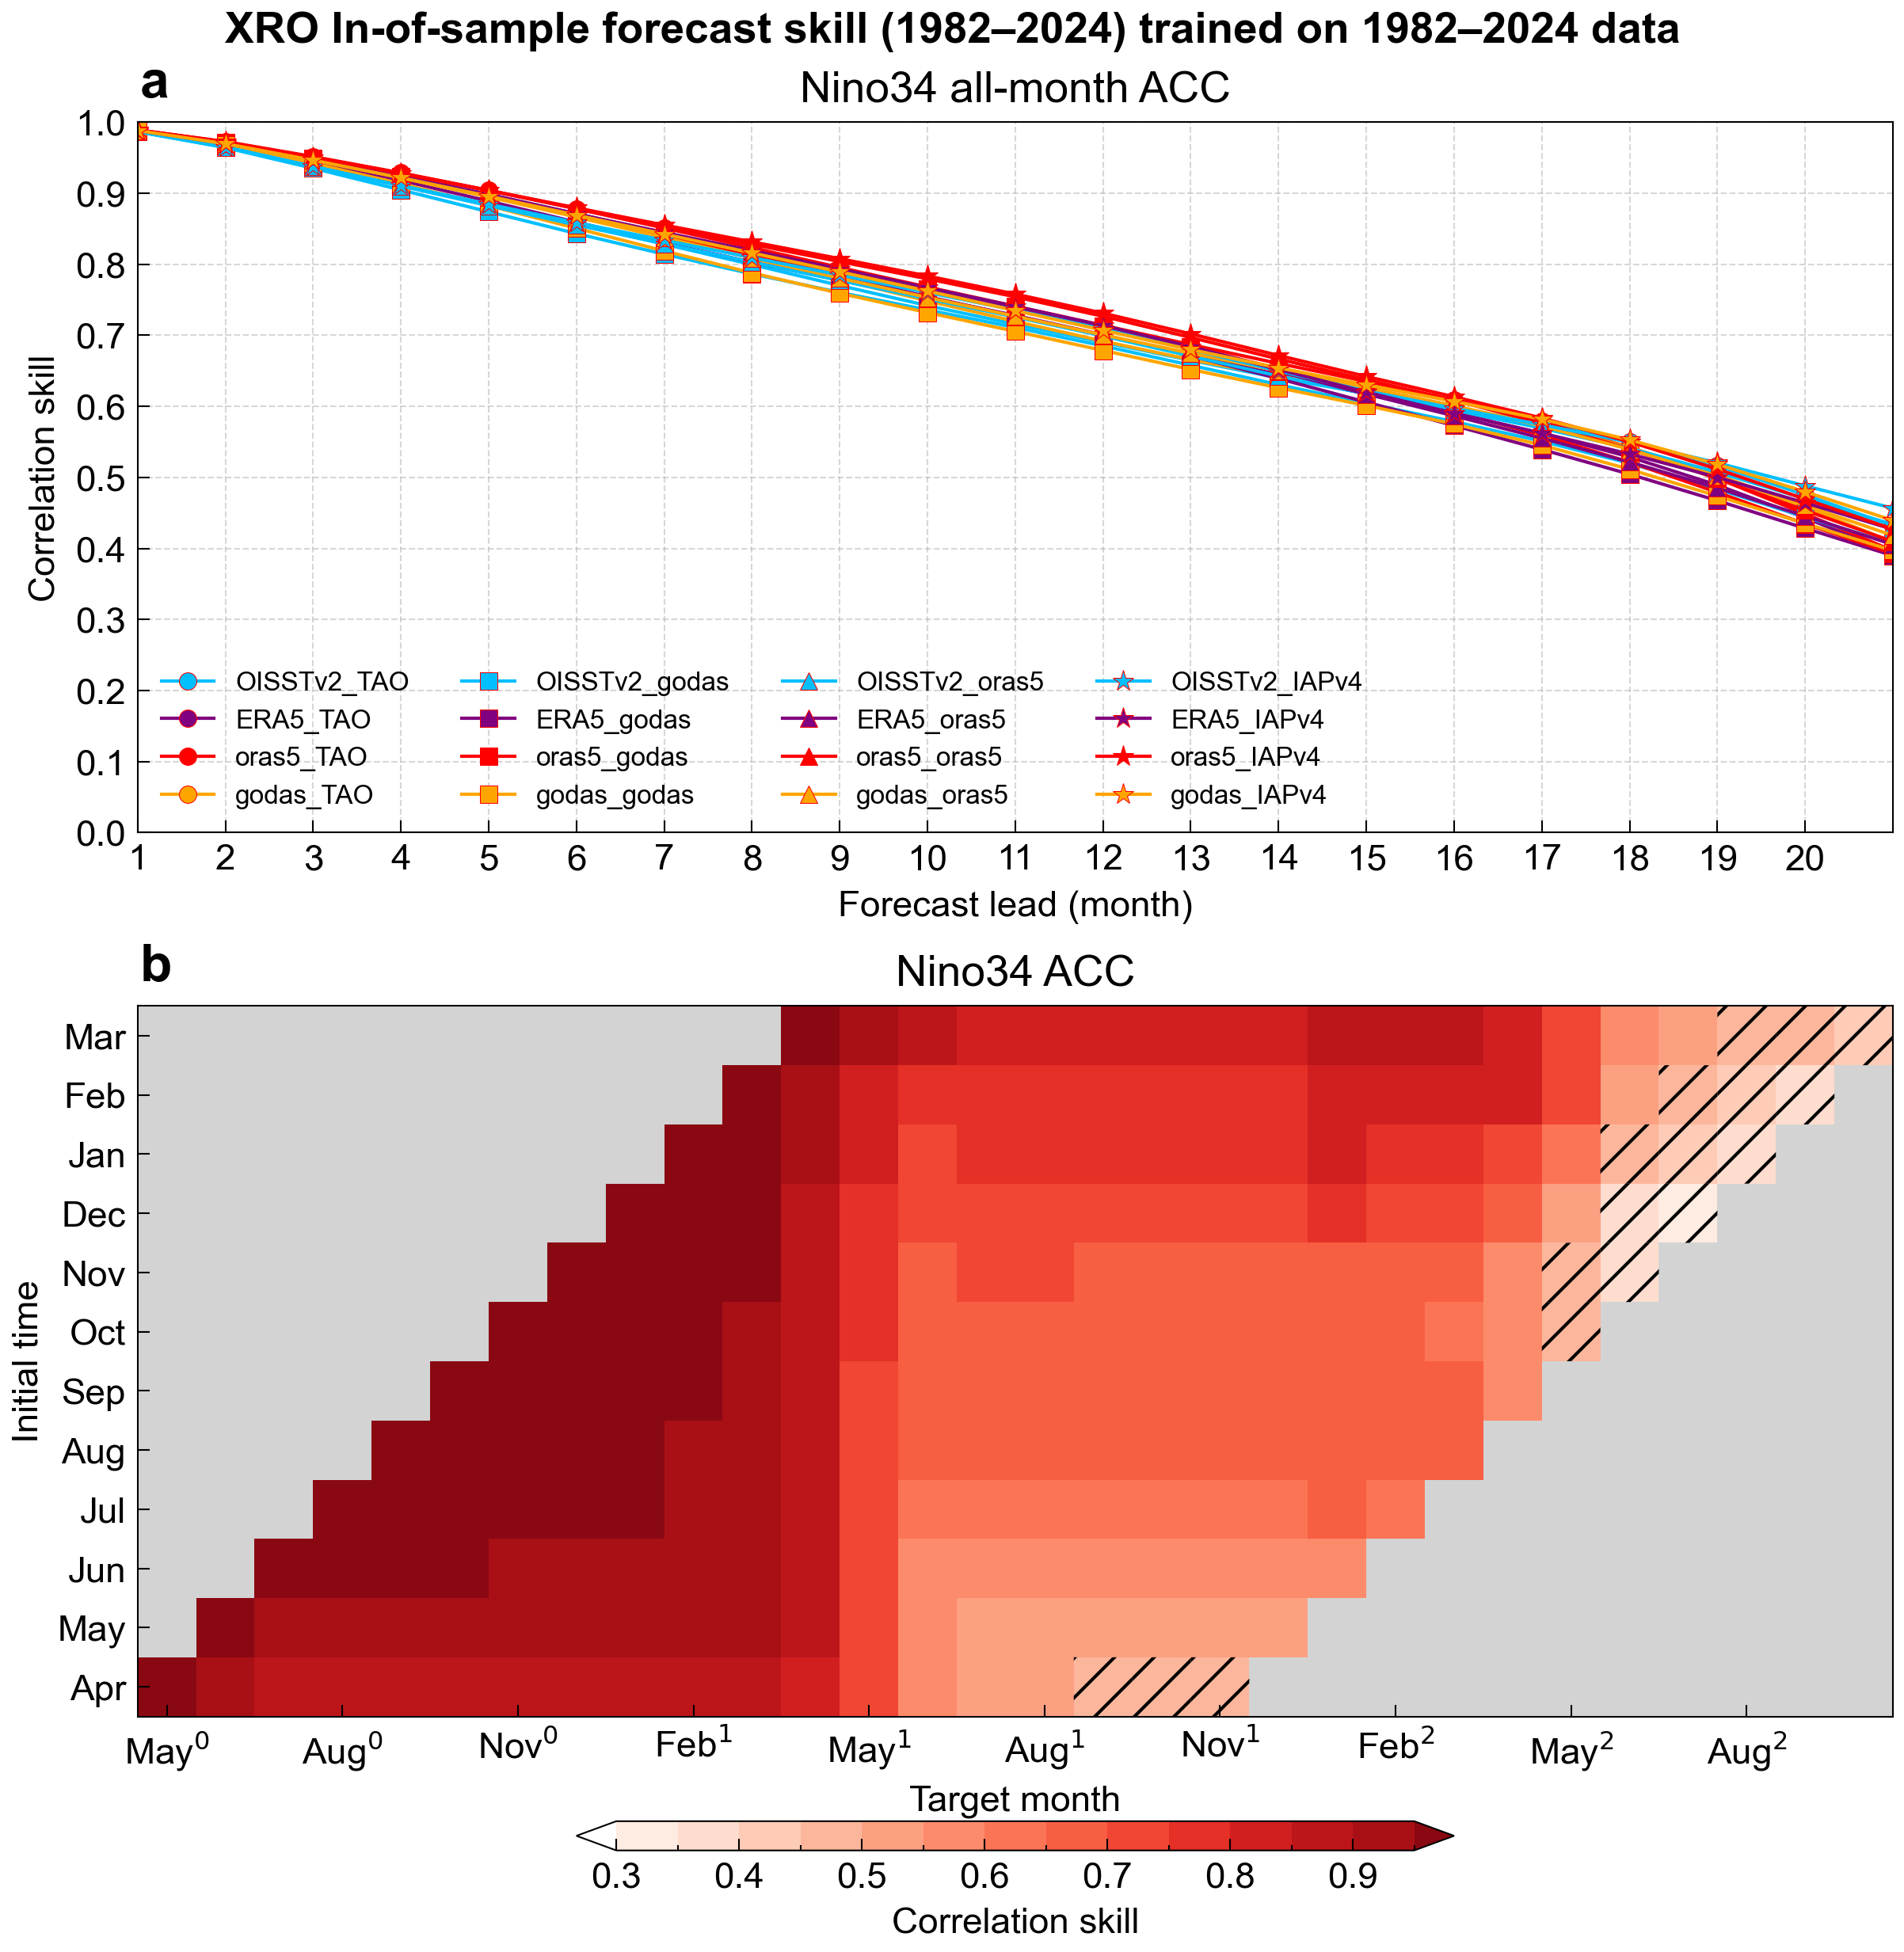 XRO In-of-sample forecast skill (1982–2024) trained on 1982–2024 data
a
Nino34 all-month ACC
1.0
0.9
0.8
0.7
0.6
0.5
0.4
0.3
0.2
0.1
0.0
Correlation skill
OISSTv2_TAO OISSTv2_godas OISSTv2_oras5 OISSTv2_IAPv4
ERA5_TAO ERA5_godas ERA5_oras5 ERA5_IAPv4
oras5_TAO oras5_godas oras5_oras5 oras5_IAPv4
godas_TAO godas_godas godas_oras5 godas_IAPv4
1 2 3 4 5 6 7 8 9 10 11 12 13 14 15 16 17 18 19 20
Forecast lead (month)
b
Nino34 ACC
Mar
Feb
Jan
Dec
Nov
Oct
Sep
Aug
Jul
Jun
May
Apr
Initial time
May⁰ Aug⁰ Nov⁰ Feb¹ May¹ Aug¹ Nov¹ Feb² May² Aug²
Target month
0.3 0.4 0.5 0.6 0.7 0.8 0.9
Correlation skill